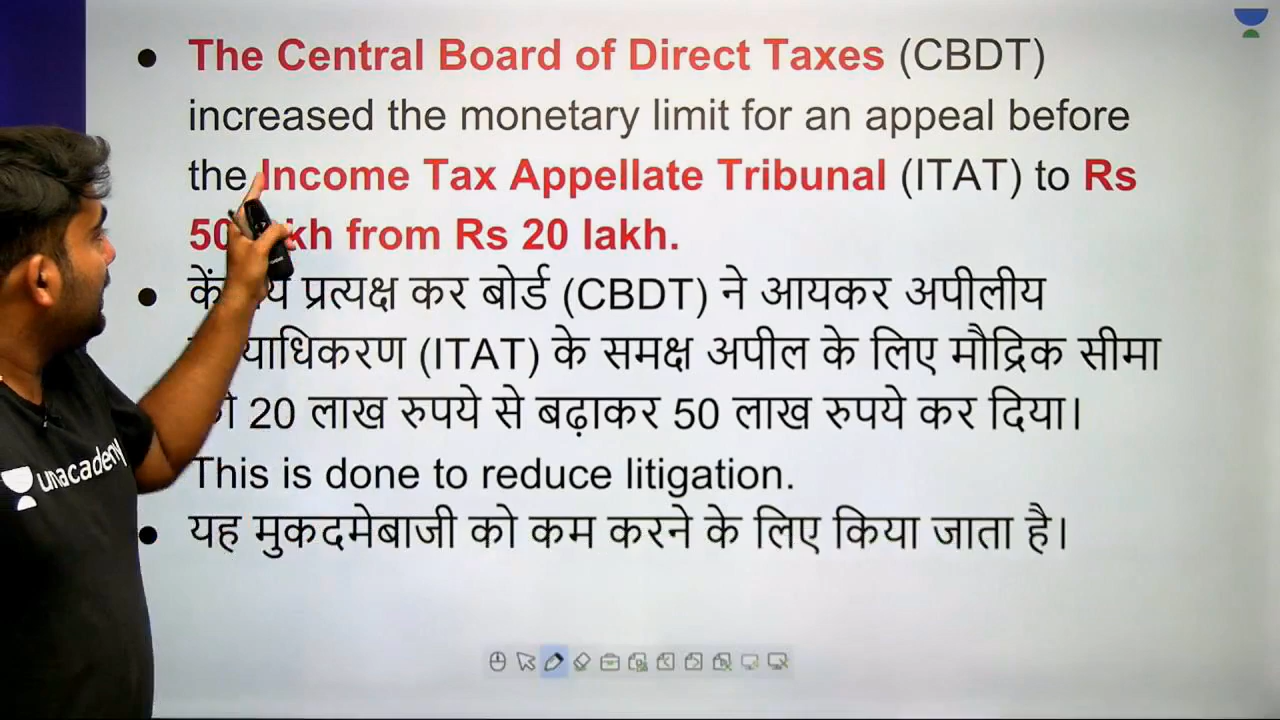 The Central Board of Direct Taxes (CBDT)
increased the monetary limit for an appeal before
the Income Tax Appellate Tribunal (ITAT) to Rs
from Rs 20 lakh.
प्रत्यक्ष कर बोर्ड (CBDT) ने आयकर अपीलीय
(ITAT) के समक्ष अपील के लिए मौद्रिक सीमा
20 लाख रुपये से बढ़ाकर 50 लाख रुपये कर दिया।
This is done to reduce litigation.
यह मुकदमेबाजी को कम करने के लिए किया जाता है।
unacademy